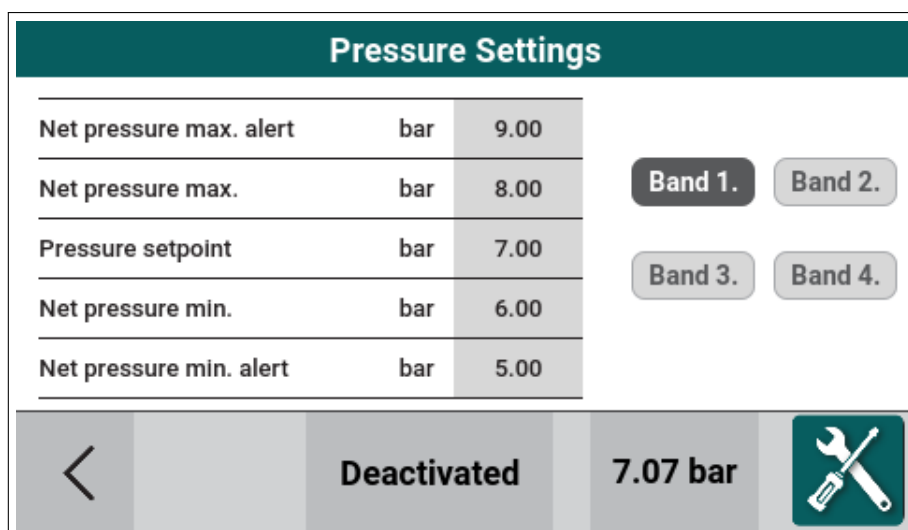 Pressure Settings
Net pressure max. alert bar 9.00
Net pressure max. bar 8.00
Pressure setpoint bar 7.00
Net pressure min. bar 6.00
Net pressure min. alert bar 5.00
Band 1. Band 2.
Band 3. Band 4.
Deactivated 7.07 bar